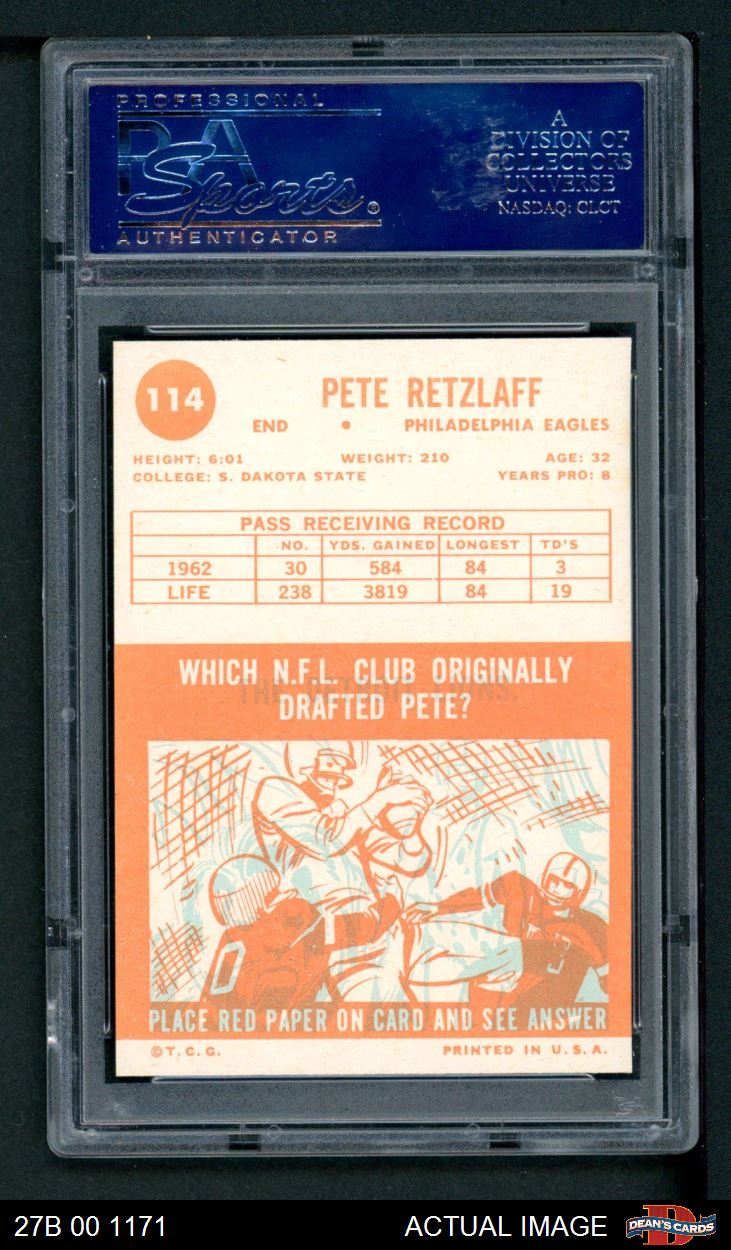 PROFESSIONAL
PSA
Sports®
AUTHENTICATOR
A
DIVISION OF
COLLECTORS
UNIVERSE
NASDAQ: CLCT
114
PETE RETZLAFF
END • PHILADELPHIA EAGLES
HEIGHT: 6:01 WEIGHT: 210 AGE: 32
COLLEGE: S. DAKOTA STATE YEARS PRO: 8
PASS RECEIVING RECORD
NO. YDS. GAINED LONGEST TD'S
1962 30 584 84 3
LIFE 238 3819 84 19
WHICH N.F.L. CLUB ORIGINALLY
THE DETROIT LIONS.
DRAFTED PETE?
PLACE RED PAPER ON CARD AND SEE ANSWER
©T.C.G. PRINTED IN U.S.A.
27B 00 1171 ACTUAL IMAGE
DEAN'S CARDS